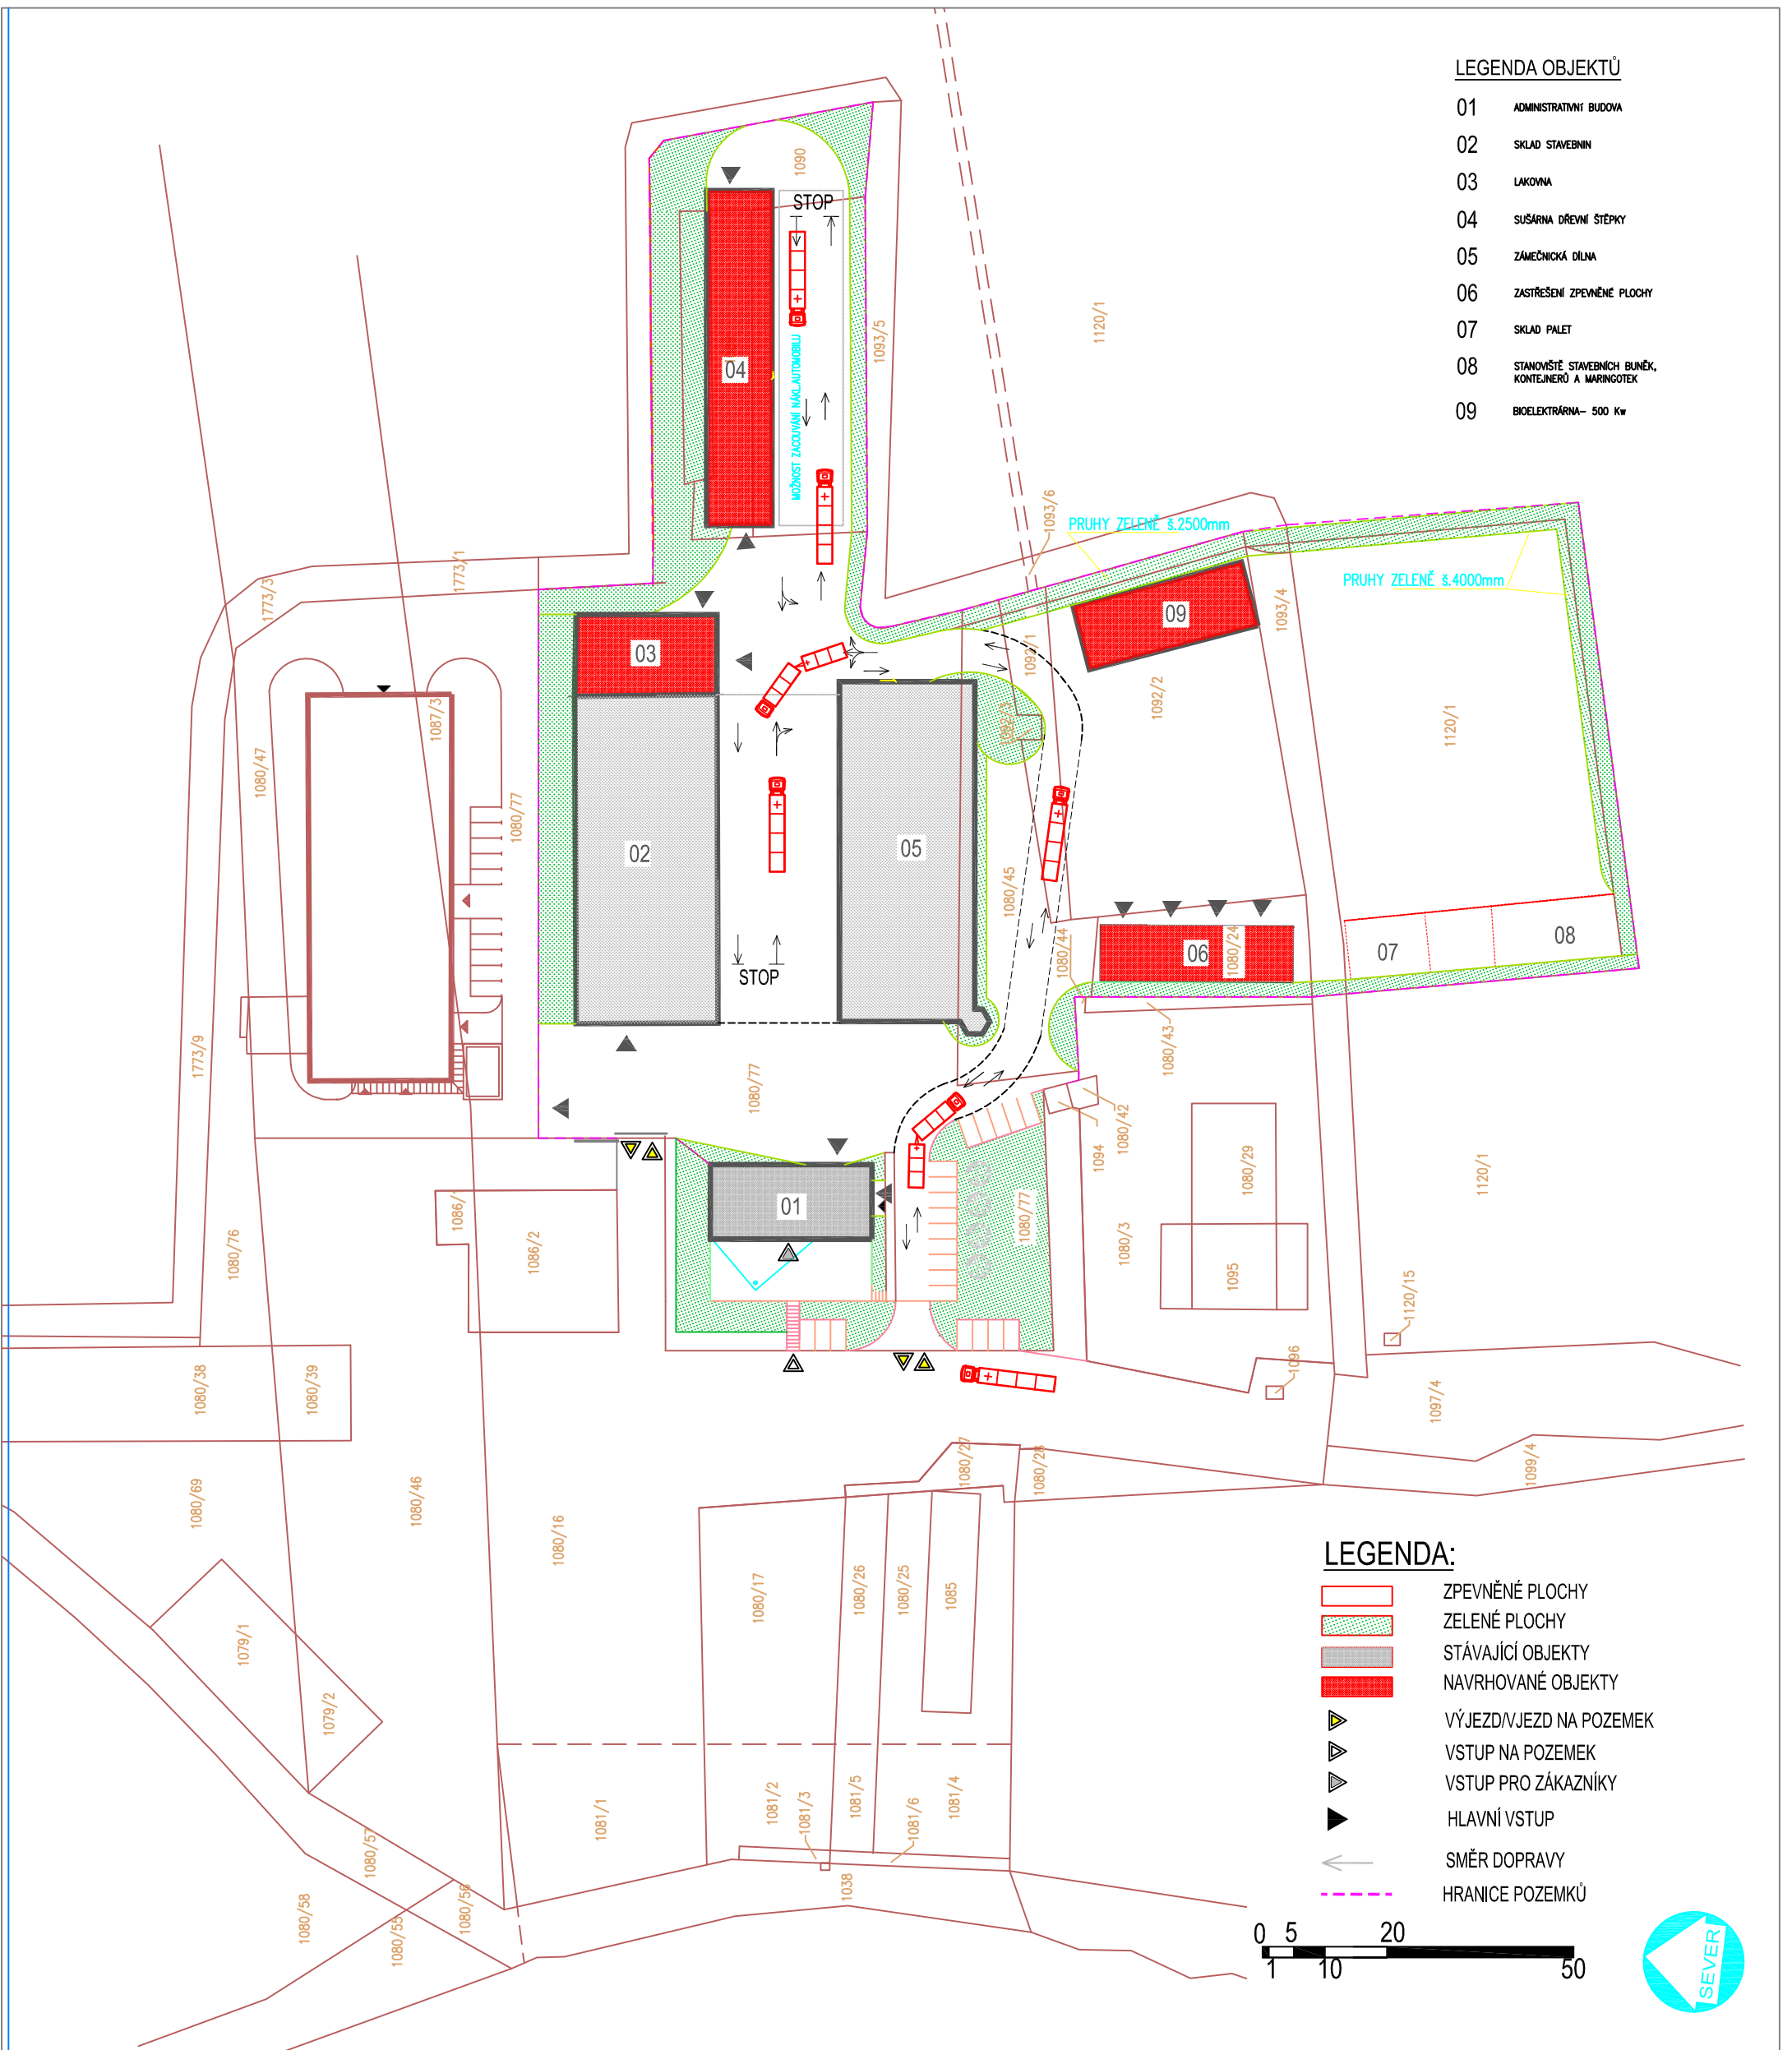 LEGENDA OBJEKTŮ
01 ADMINISTRATIVNÍ BUDOVA
02 SKLAD STAVEBNIN
03 LAKOVNA
04 SUŠÁRNA DŘEVNÍ ŠTĚPKY
05 ZÁMEČNICKÁ DÍLNA
06 ZASTŘEŠENÍ ZPEVNĚNÉ PLOCHY
07 SKLAD PALET
08 STANOVIŠTĚ STAVEBNÍCH BUNĚK,
KONTEJNERŮ A MARINGOTEK
09 BIOELEKTRÁRNA– 500 Kw
1090
STOP
04
MOŽNOST ZACOUVÁNÍ NÁKL.AUTOMOBILU
1093/5
1120/1
1093/6
PRUHY ZELENĚ š.2500mm
PRUHY ZELENĚ š.4000mm
1773/3
1773/1
09
1093/4
03
1092/1
1092/2
1092/3
1120/1
1087/3
1080/47
1080/77
02
05
1080/45
1080/44
06
1080/24
07
08
STOP
1773/9
1080/77
1080/43
1080/42
1094
1080/29
1120/1
1080/76
1086/1
1086/2
01
1080/77
1080/3
1095
1120/15
1096
1080/38
1080/39
1097/4
1080/69
1080/46
1080/16
1080/27
1080/28
1099/4
1080/17
1080/26
1080/25
1085
1079/1
1079/2
1081/1
1081/2
1081/3
1081/5
1081/6
1081/4
1080/57
1080/58
1080/55
1080/56
1038
LEGENDA:
ZPEVNĚNÉ PLOCHY
ZELENÉ PLOCHY
STÁVAJÍCÍ OBJEKTY
NAVRHOVANÉ OBJEKTY
VÝJEZD/VJEZD NA POZEMEK
VSTUP NA POZEMEK
VSTUP PRO ZÁKAZNÍKY
HLAVNÍ VSTUP
SMĚR DOPRAVY
HRANICE POZEMKŮ
0 5 20
1 10 50
SEVER